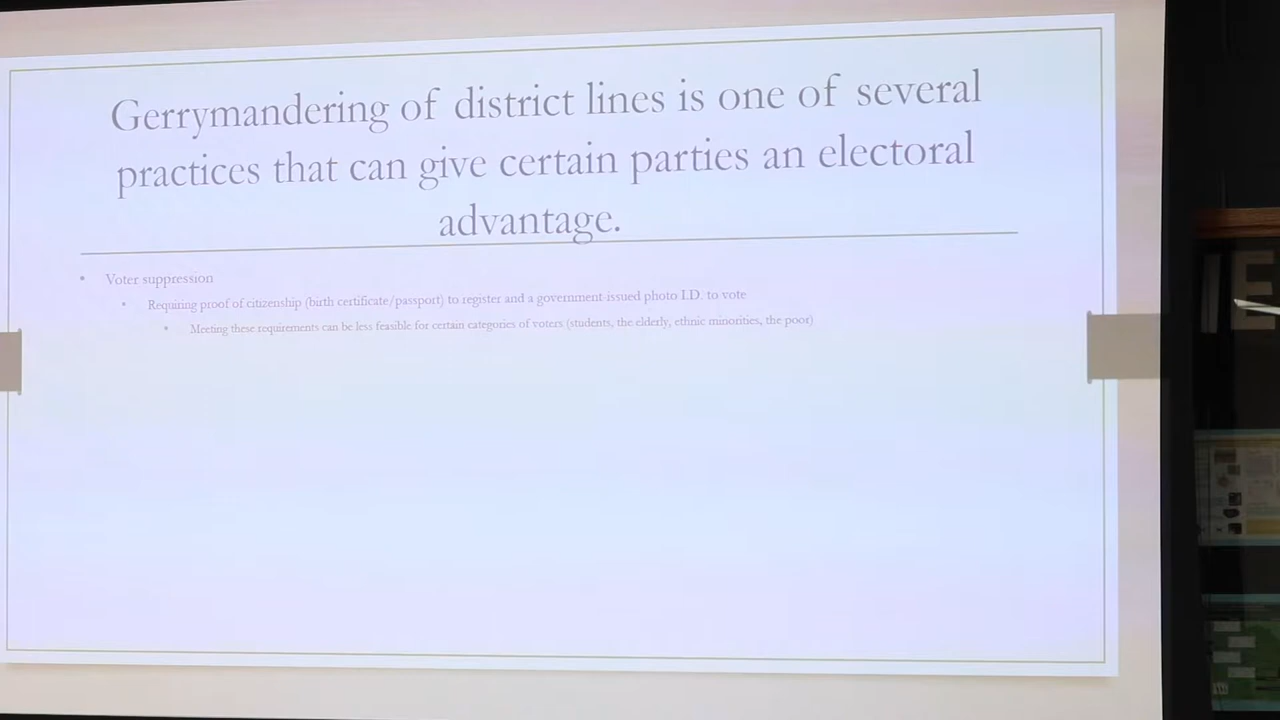 Gerrymandering of district lines is one of several
practices that can give certain parties an electoral
advantage.
• Voter suppression
• Requiring proof of citizenship (birth certificate/passport) to register and a government issued photo I.D. to vote
• Meeting these requirements can be less feasible for certain categories of voters (students, the elderly, ethnic minorities, the poor)